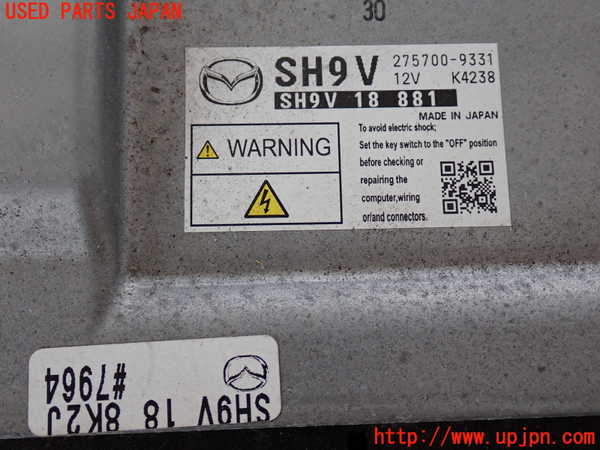 USED PARTS JAPAN
30
SH9V 275700-9331
12V K4238
SH9V 18 881
MADE IN JAPAN
WARNING
To avoid electric shock;
Set the key switch to the "OFF" position
before checking or
repairing the
computer,wiring
or/and connectors.
SH9V 18 8K2J
#7964
http://www.upjpn.com/